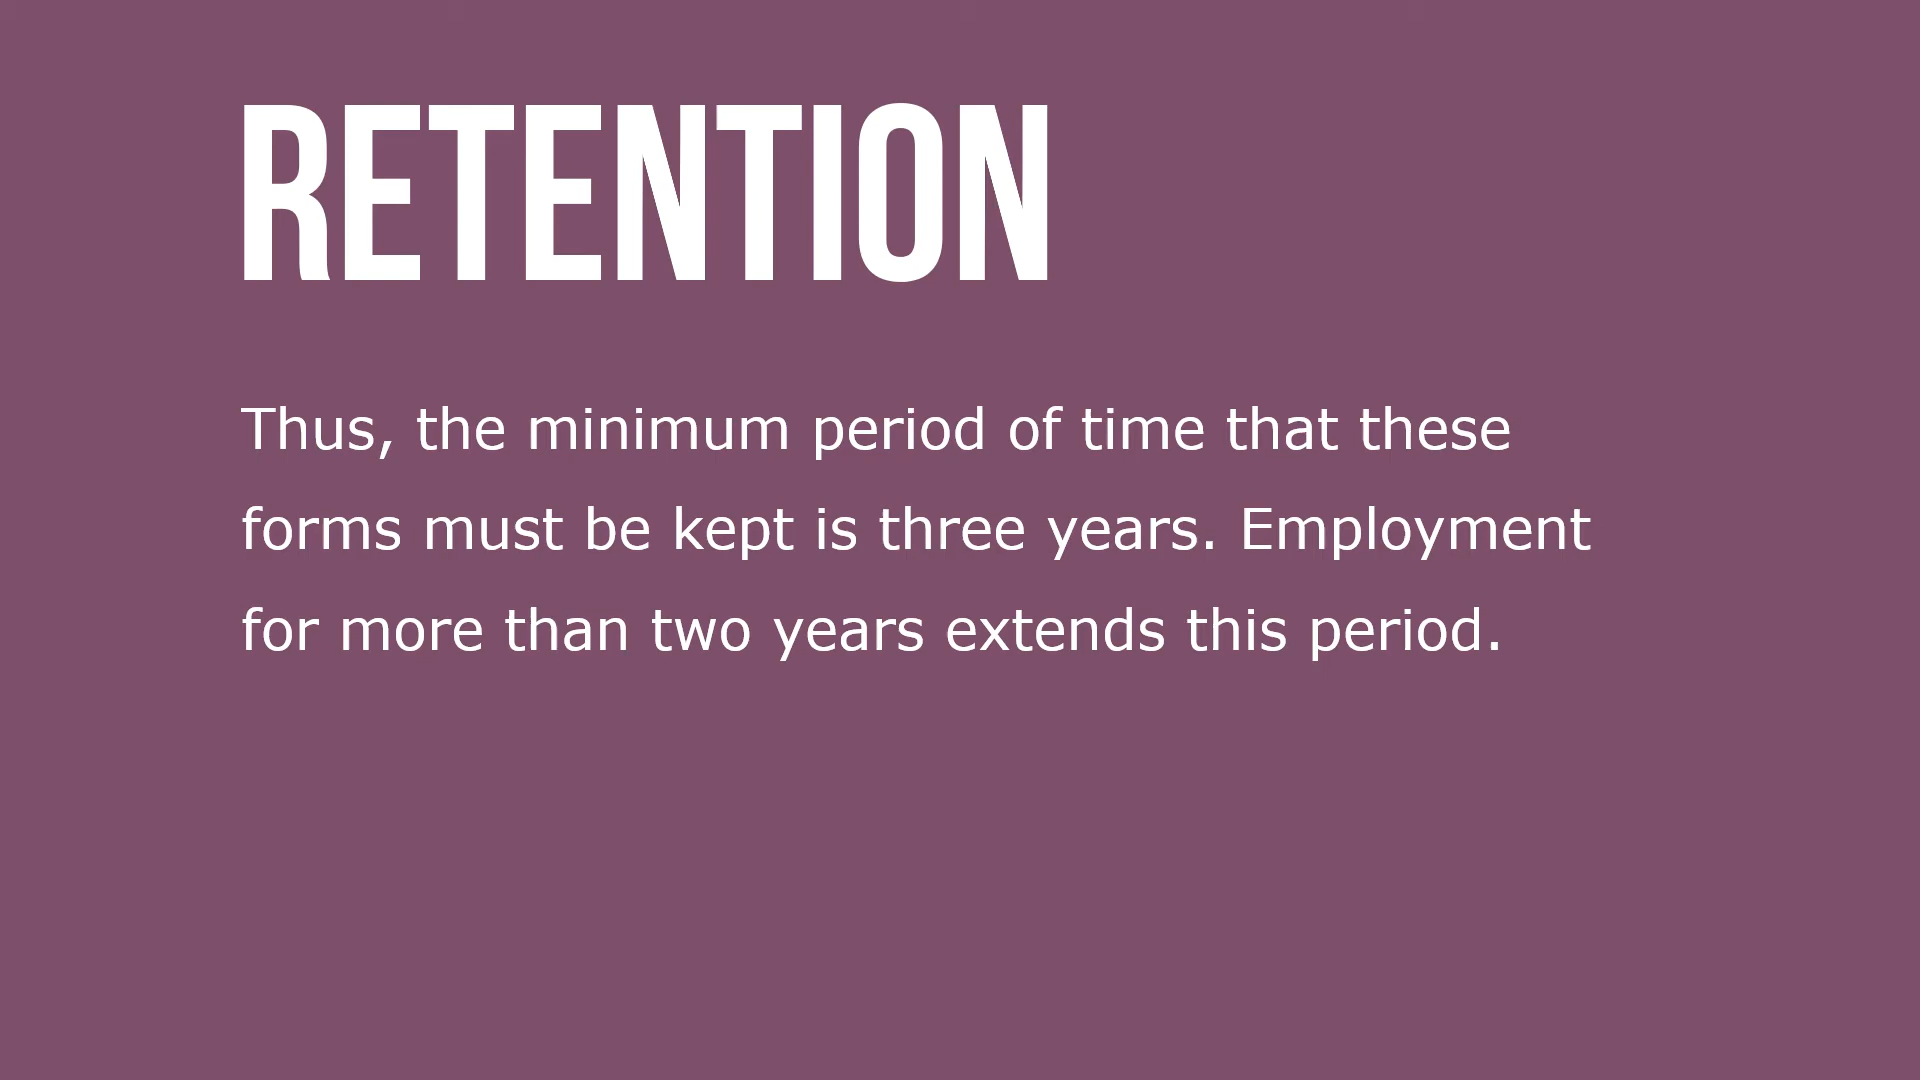 RETENTION
Thus, the minimum period of time that these
forms must be kept is three years. Employment
for more than two years extends this period.